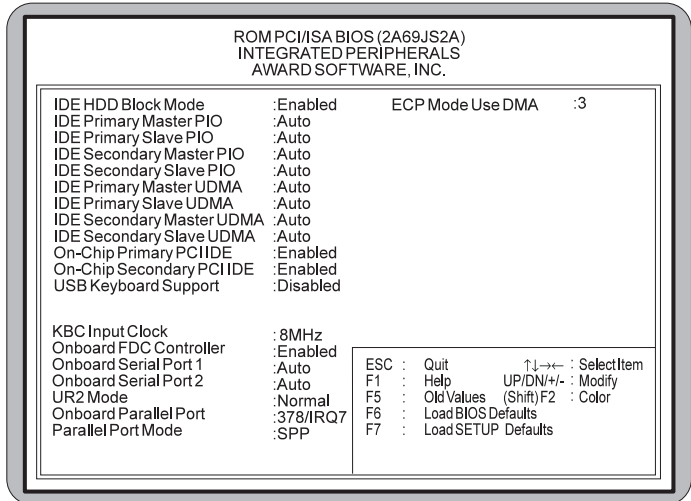 ROM PCI/ISA BIOS (2A69JS2A)
INTEGRATED PERIPHERALS
AWARD SOFTWARE, INC.
IDE HDD Block Mode :Enabled
IDE Primary Master PIO :Auto
IDE Primary Slave PIO :Auto
IDE Secondary Master PIO :Auto
IDE Secondary Slave PIO :Auto
IDE Primary Master UDMA :Auto
IDE Primary Slave UDMA :Auto
IDE Secondary Master UDMA :Auto
IDE Secondary Slave UDMA :Auto
On-Chip Primary PCI IDE :Enabled
On-Chip Secondary PCI IDE :Enabled
USB Keyboard Support :Disabled
KBC Input Clock : 8MHz
Onboard FDC Controller :Enabled
Onboard Serial Port 1 :Auto
Onboard Serial Port 2 :Auto
UR2 Mode :Normal
Onboard Parallel Port :378/IRQ7
Parallel Port Mode :SPP
ECP Mode Use DMA :3
ESC : Quit ↑↓→← : Select Item
F1 : Help UP/DN/+/- : Modify
F5 : Old Values (Shift) F2 : Color
F6 : Load BIOS Defaults
F7 : Load SETUP Defaults